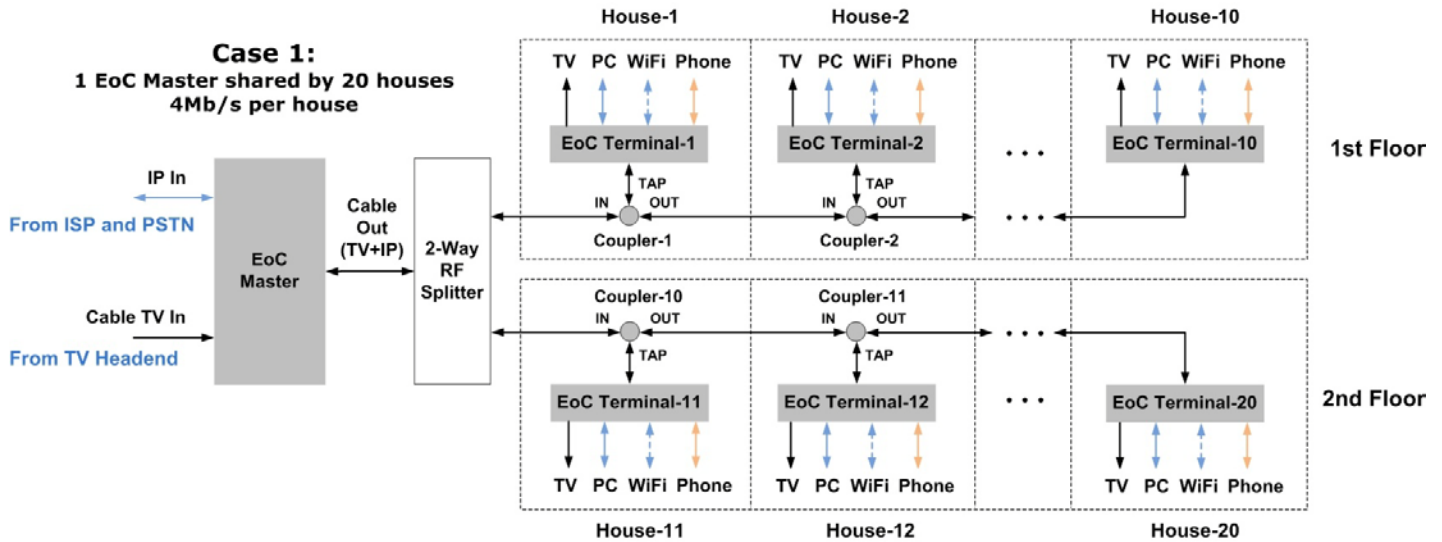 Case 1:
1 EoC Master shared by 20 houses
4Mb/s per house
House-1 House-2 House-10
TV PC WiFi Phone TV PC WiFi Phone TV PC WiFi Phone
EoC Terminal-1 EoC Terminal-2 EoC Terminal-10
1st Floor
TAP TAP
IN OUT IN OUT
Coupler-1 Coupler-2
IP In
From ISP and PSTN
Cable TV In
From TV Headend
EoC
Master
Cable
Out
(TV+IP)
2-Way
RF
Splitter
Coupler-10 Coupler-11
IN OUT IN OUT
TAP TAP
EoC Terminal-11 EoC Terminal-12 EoC Terminal-20
2nd Floor
TV PC WiFi Phone TV PC WiFi Phone TV PC WiFi Phone
House-11 House-12 House-20